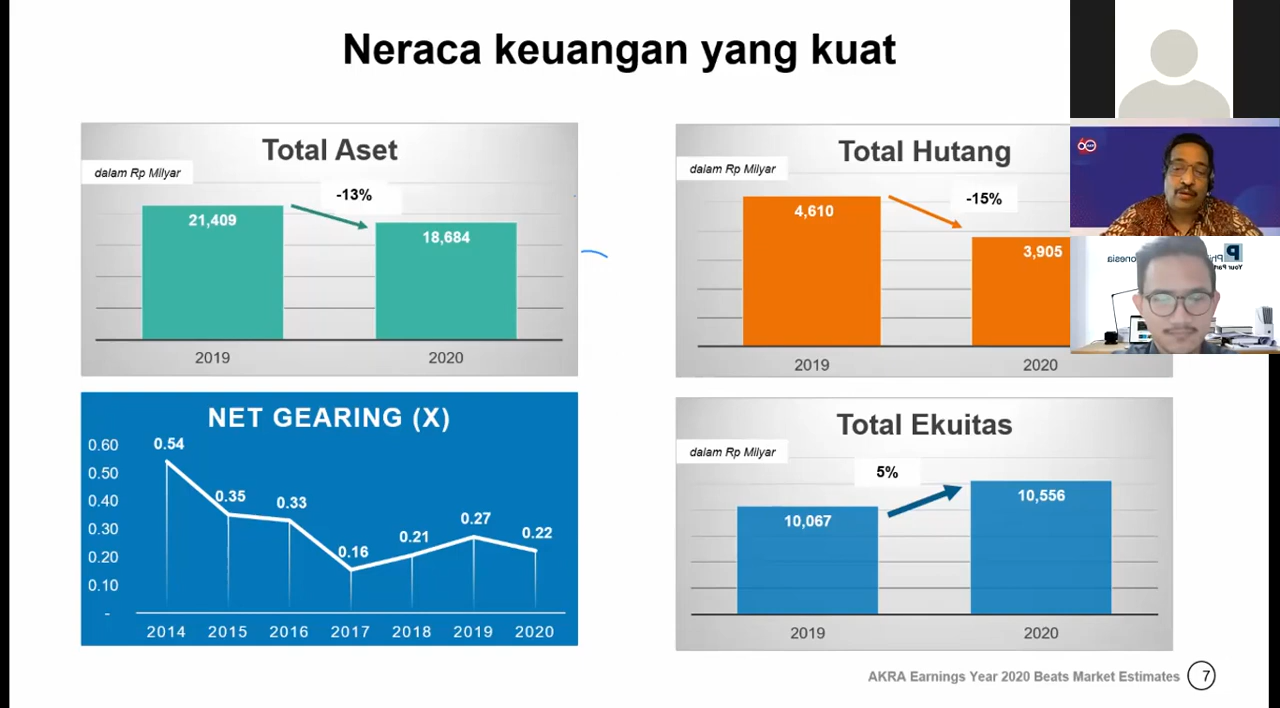 Neraca keuangan yang kuat
Total Aset
dalam Rp Milyar
-13%
21,409
18,684
2019
2020
Total Hutang
dalam Rp Milyar
-15%
4,610
3,905
2019
2020
NET GEARING (X)
0.60
0.50
0.40
0.30
0.20
0.10
-
0.54
0.35
0.33
0.16
0.21
0.27
0.22
2014 2015 2016 2017 2018 2019 2020
Total Ekuitas
dalam Rp Milyar
5%
10,067
10,556
2019
2020
AKRA Earnings Year 2020 Beats Market Estimates 7